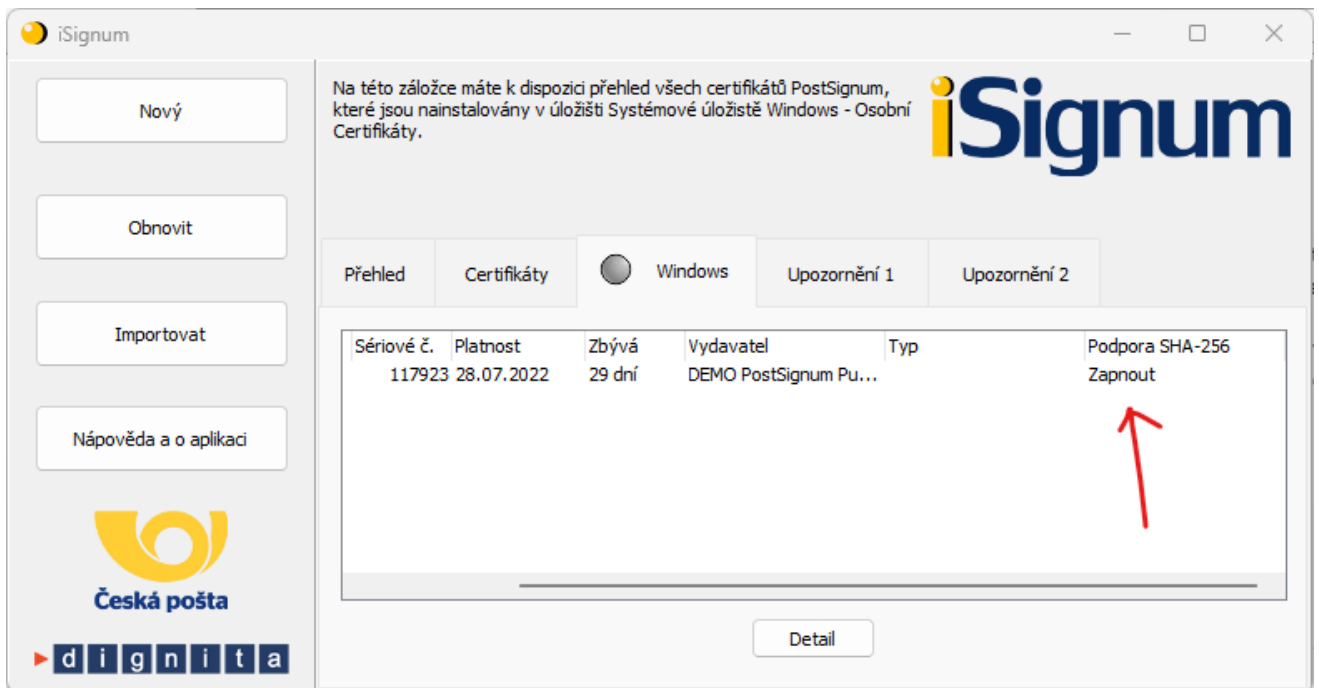 iSignum
Nový
Obnovit
Importovat
Nápověda a o aplikaci
Česká pošta
dignita
Na této záložce máte k dispozici přehled všech certifikátů PostSignum,
které jsou nainstalovány v úložišti Systémové úložiště Windows - Osobní
Certifikáty.
iSignum
Přehled Certifikáty Windows Upozornění 1 Upozornění 2
Sériové č. Platnost Zbývá Vydavatel Typ Podpora SHA-256
117923 28.07.2022 29 dní DEMO PostSignum Pu... Zapnout
Detail